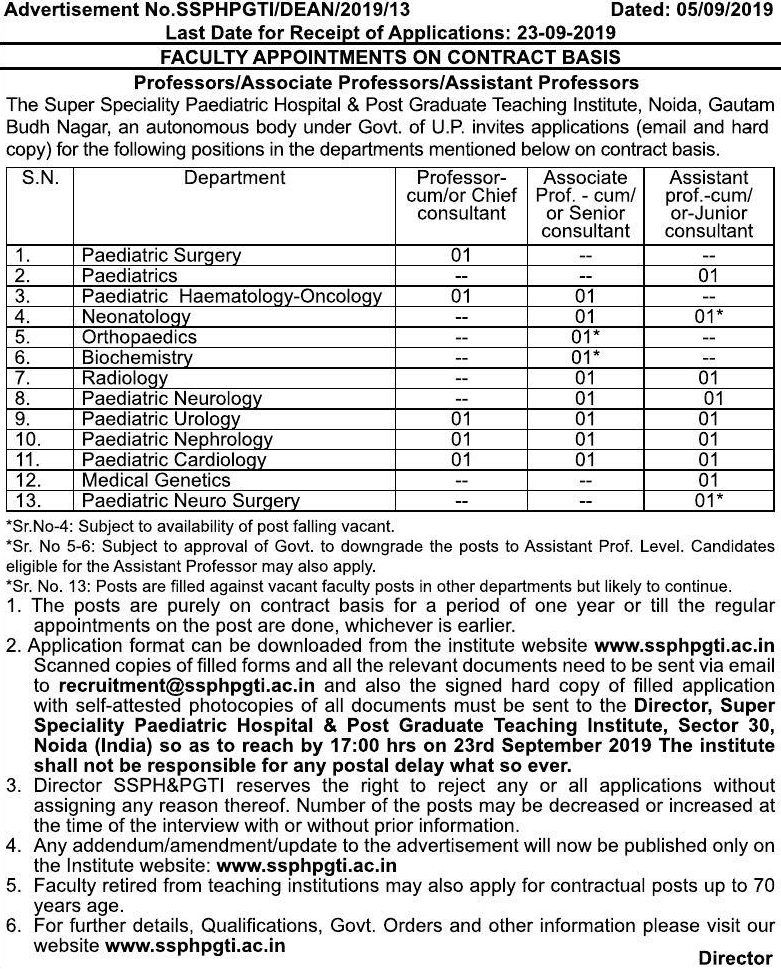 Advertisement No.SSPHPGTI/DEAN/2019/13 Dated: 05/09/2019
Last Date for Receipt of Applications: 23-09-2019
FACULTY APPOINTMENTS ON CONTRACT BASIS
Professors/Associate Professors/Assistant Professors
The Super Speciality Paediatric Hospital & Post Graduate Teaching Institute, Noida, Gautam
Budh Nagar, an autonomous body under Govt. of U.P. invites applications (email and hard
copy) for the following positions in the departments mentioned below on contract basis.
S.N. Department Professor- Associate Assistant
cum/or Chief Prof. - cum/ prof.-cum/
consultant or Senior or-Junior
consultant consultant
1. Paediatric Surgery 01 -- --
2. Paediatrics -- -- 01
3. Paediatric Haematology-Oncology 01 01 --
4. Neonatology -- 01 01*
5. Orthopaedics -- 01* --
6. Biochemistry -- 01* --
7. Radiology -- 01 01
8. Paediatric Neurology -- 01 01
9. Paediatric Urology 01 01 01
10. Paediatric Nephrology 01 01 01
11. Paediatric Cardiology 01 01 01
12. Medical Genetics -- -- 01
13. Paediatric Neuro Surgery -- -- 01*
*Sr.No-4: Subject to availability of post falling vacant.
*Sr. No 5-6: Subject to approval of Govt. to downgrade the posts to Assistant Prof. Level. Candidates
eligible for the Assistant Professor may also apply.
*Sr. No. 13: Posts are filled against vacant faculty posts in other departments but likely to continue.
1. The posts are purely on contract basis for a period of one year or till the regular
appointments on the post are done, whichever is earlier.
2. Application format can be downloaded from the institute website www.ssphpgti.ac.in
Scanned copies of filled forms and all the relevant documents need to be sent via email
to recruitment@ssphpgti.ac.in and also the signed hard copy of filled application
with self-attested photocopies of all documents must be sent to the Director, Super
Speciality Paediatric Hospital & Post Graduate Teaching Institute, Sector 30,
Noida (India) so as to reach by 17:00 hrs on 23rd September 2019 The institute
shall not be responsible for any postal delay what so ever.
3. Director SSPH&PGTI reserves the right to reject any or all applications without
assigning any reason thereof. Number of the posts may be decreased or increased at
the time of the interview with or without prior information.
4. Any addendum/amendment/update to the advertisement will now be published only on
the Institute website: www.ssphpgti.ac.in
5. Faculty retired from teaching institutions may also apply for contractual posts up to 70
years age.
6. For further details, Qualifications, Govt. Orders and other information please visit our
website www.ssphpgti.ac.in
Director